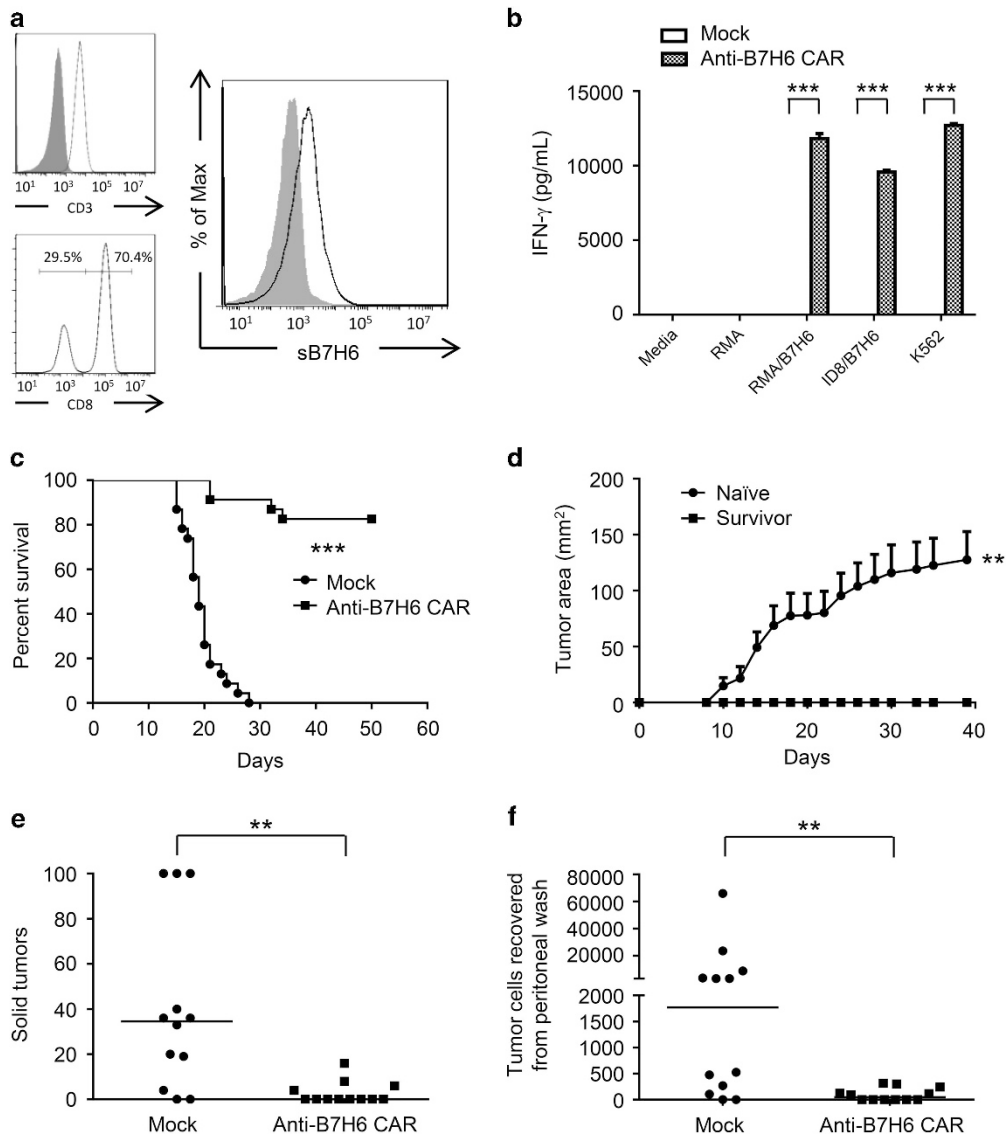 a
10¹ 10³ 10⁵ 10⁷
CD3
29.5% 70.4%
10¹ 10³ 10⁵ 10⁷
CD8
% of Max
10¹ 10³ 10⁵ 10⁷
sB7H6
b
Mock
Anti-B7H6 CAR
*** *** ***
IFN-γ (pg/mL)
15000
10000
5000
0
Media
RMA
RMA/B7H6
ID8/B7H6
K562
c
Percent survival
100
80
60
40
20
0
***
Mock
Anti-B7H6 CAR
0 10 20 30 40 50 60
Days
d
Tumor area (mm²)
200
150
100
50
0
Naïve
Survivor
**
0 10 20 30 40
Days
e
**
Solid tumors
100
80
60
40
20
0
Mock Anti-B7H6 CAR
f
**
Tumor cells recovered
from peritoneal wash
80000
60000
40000
20000
2000
1500
1000
500
0
Mock Anti-B7H6 CAR